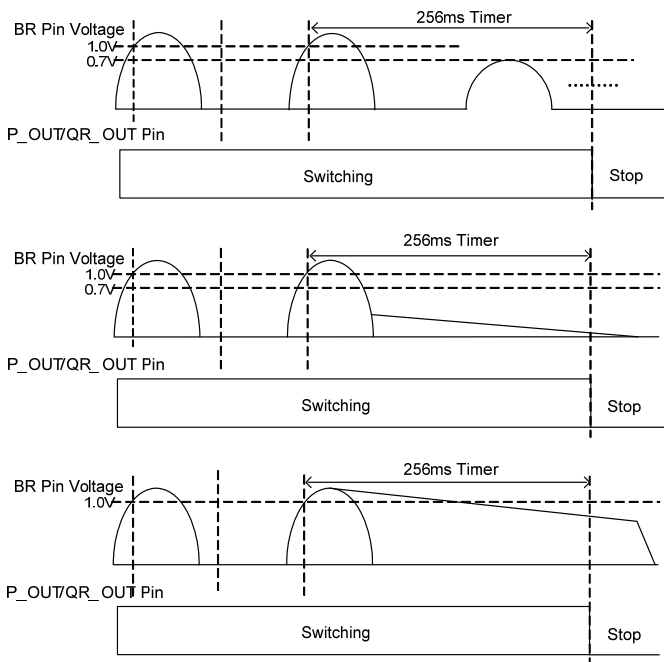 256ms Timer
BR Pin Voltage
1.0V
0.7V
P_OUT/QR_OUT Pin
Switching
Stop
256ms Timer
BR Pin Voltage
1.0V
0.7V
P_OUT/QR_OUT Pin
Switching
Stop
256ms Timer
BR Pin Voltage
1.0V
P_OUT/QR_OUT Pin
Switching
Stop